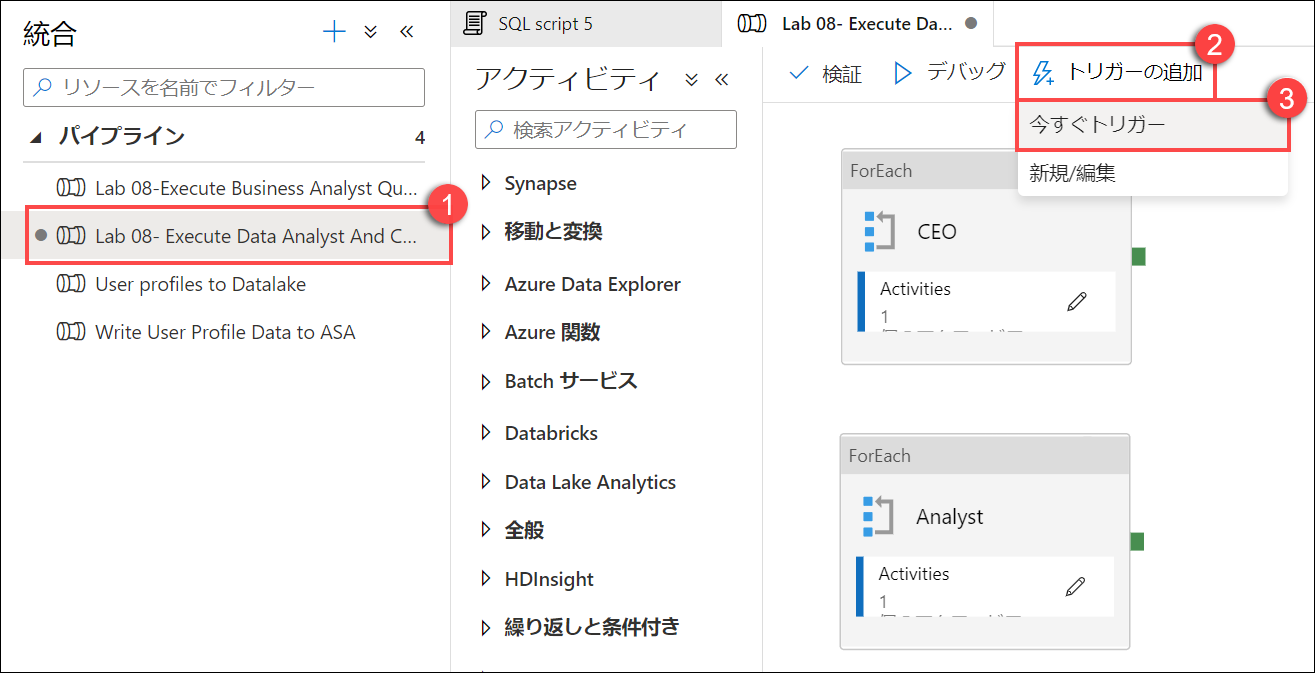 統合
リソースを名前でフィルター
パイプライン
4
Lab 08-Execute Business Analyst Qu...
1
Lab 08- Execute Data Analyst And C...
User profiles to Datalake
Write User Profile Data to ASA
SQL script 5
Lab 08- Execute Da...
アクティビティ
検索アクティビティ
Synapse
移動と変換
Azure Data Explorer
Azure 関数
Batch サービス
Databricks
Data Lake Analytics
全般
HDInsight
繰り返しと条件付き
検証
デバッグ
2
トリガーの追加
3
今すぐトリガー
新規/編集
ForEach
CEO
Activities
1
ForEach
Analyst
Activities
1